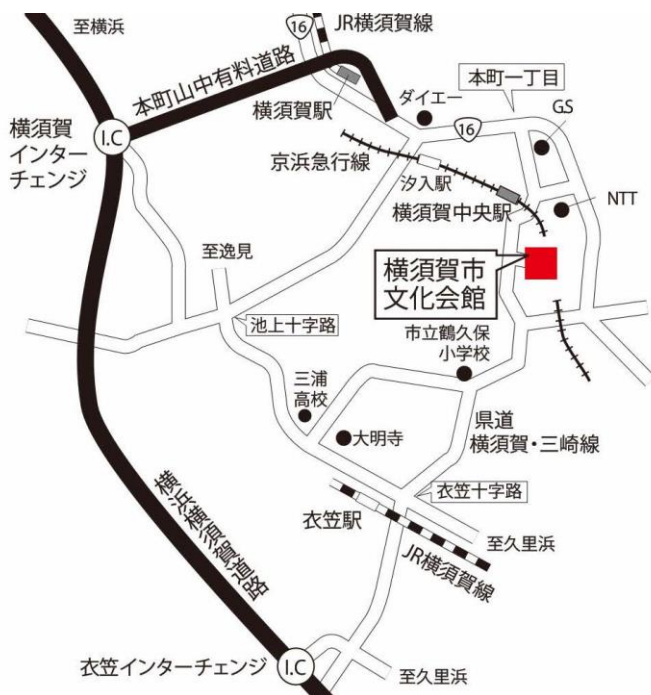 至横浜
16
JR横須賀線
本町山中有料道路
横須賀駅
ダイエー
本町一丁目
16
G.S
横須賀
インター
チェンジ
I.C
京浜急行線
汐入駅
横須賀中央駅
NTT
至逸見
横須賀市
文化会館
池上十字路
市立鶴久保
小学校
三浦
高校
大明寺
県道
横須賀・三崎線
衣笠十字路
衣笠駅
至久里浜
JR横須賀線
横浜横須賀道路
衣笠インターチェンジ
I.C
至久里浜